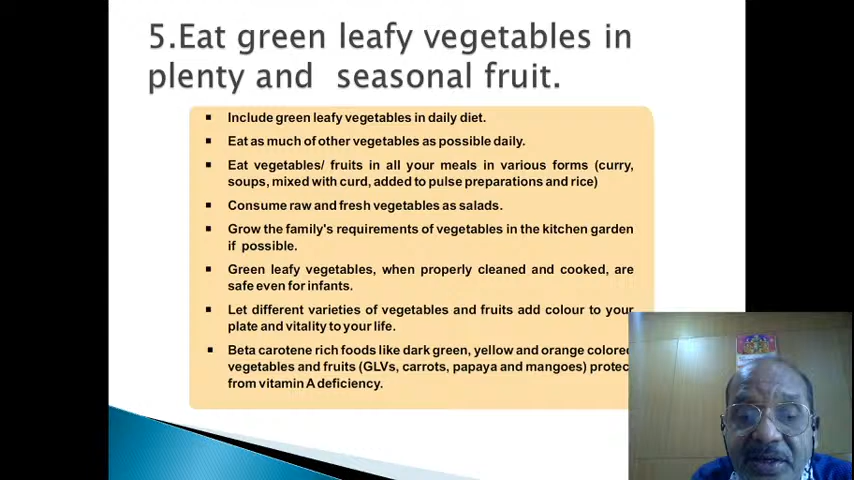 5.Eat green leafy vegetables in
plenty and seasonal fruit.
▪ Include green leafy vegetables in daily diet.
▪ Eat as much of other vegetables as possible daily.
▪ Eat vegetables/ fruits in all your meals in various forms (curry,
soups, mixed with curd, added to pulse preparations and rice)
▪ Consume raw and fresh vegetables as salads.
▪ Grow the family's requirements of vegetables in the kitchen garden
if possible.
▪ Green leafy vegetables, when properly cleaned and cooked, are
safe even for infants.
▪ Let different varieties of vegetables and fruits add colour to your
plate and vitality to your life.
▪ Beta carotene rich foods like dark green, yellow and orange colored
vegetables and fruits (GLVs, carrots, papaya and mangoes) protect
from vitamin A deficiency.